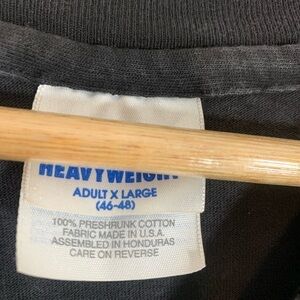 HEAVYWEIGHT
ADULT X LARGE
(46-48)
100% PRESHRUNK COTTON
FABRIC MADE IN U.S.A.
ASSEMBLED IN HONDURAS
CARE ON REVERSE